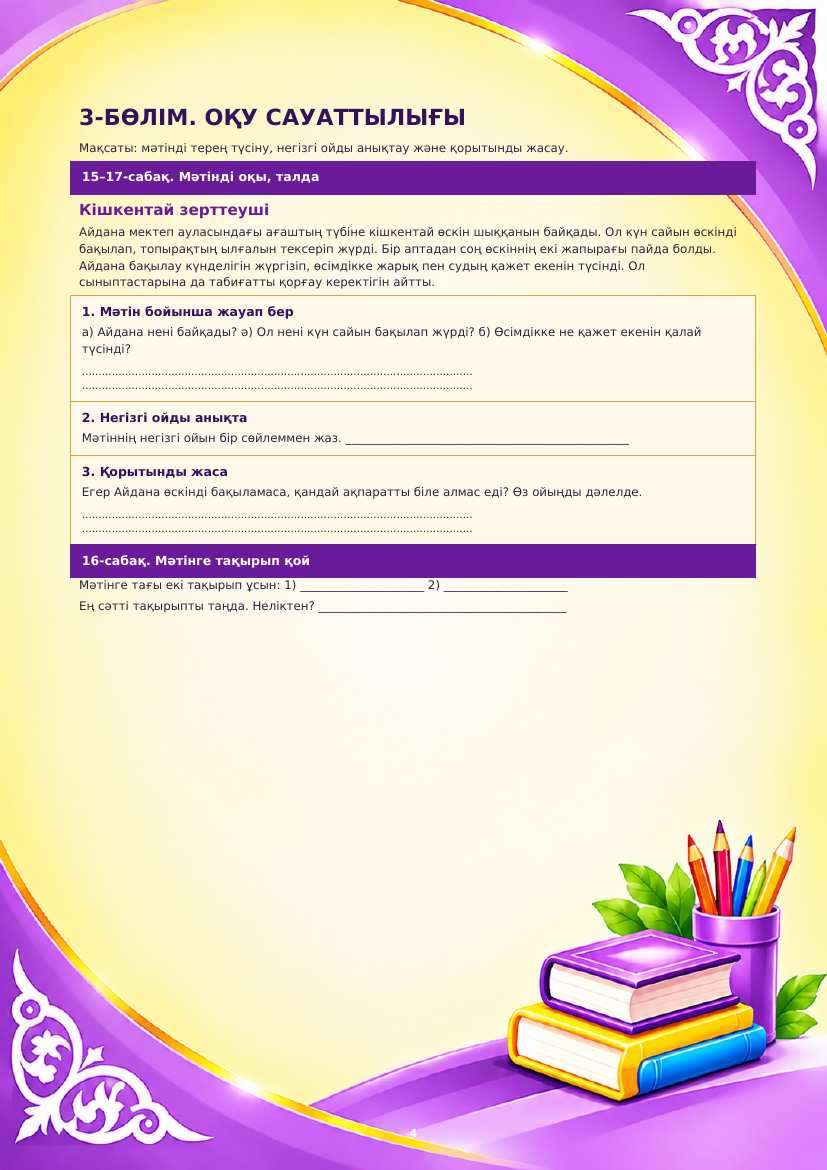 3-БӨЛІМ. ОҚУ САУАТТЫЛЫҒЫ
Мақсаты: мәтінді терең түсіну, негізгі ойды анықтау және қорытынды жасау.
15–17-сабақ. Мәтінді оқы, талда
Кішкентай зерттеуші
Айдана мектеп ауласындағы ағаштың түбіне кішкентай өскін шыққанын байқады. Ол күн сайын өскінді
бақылап, топырақтың ылғалын тексеріп жүрді. Бір аптадан соң өскіннің екі жапырағы пайда болды.
Айдана бақылау күнделігін жүргізіп, өсімдікке жарық пен судың қажет екенін түсінді. Ол
сыныптастарына да табиғатты қорғау керектігін айтты.
1. Мәтін бойынша жауап бер
а) Айдана нені байқады? ә) Ол нені күн сайын бақылап жүрді? б) Өсімдікке не қажет екенін қалай
түсінді?
2. Негізгі ойды анықта
Мәтіннің негізгі ойын бір сөйлеммен жаз. ____________________________________________
3. Қорытынды жаса
Егер Айдана өскінді бақыламаса, қандай ақпаратты біле алмас еді? Өз ойыңды дәлелде.
16-сабақ. Мәтінге тақырып қой
Мәтінге тағы екі тақырып ұсын: 1) ___________________ 2) ___________________
Ең сәтті тақырыпты таңда. Неліктен? ______________________________________
4